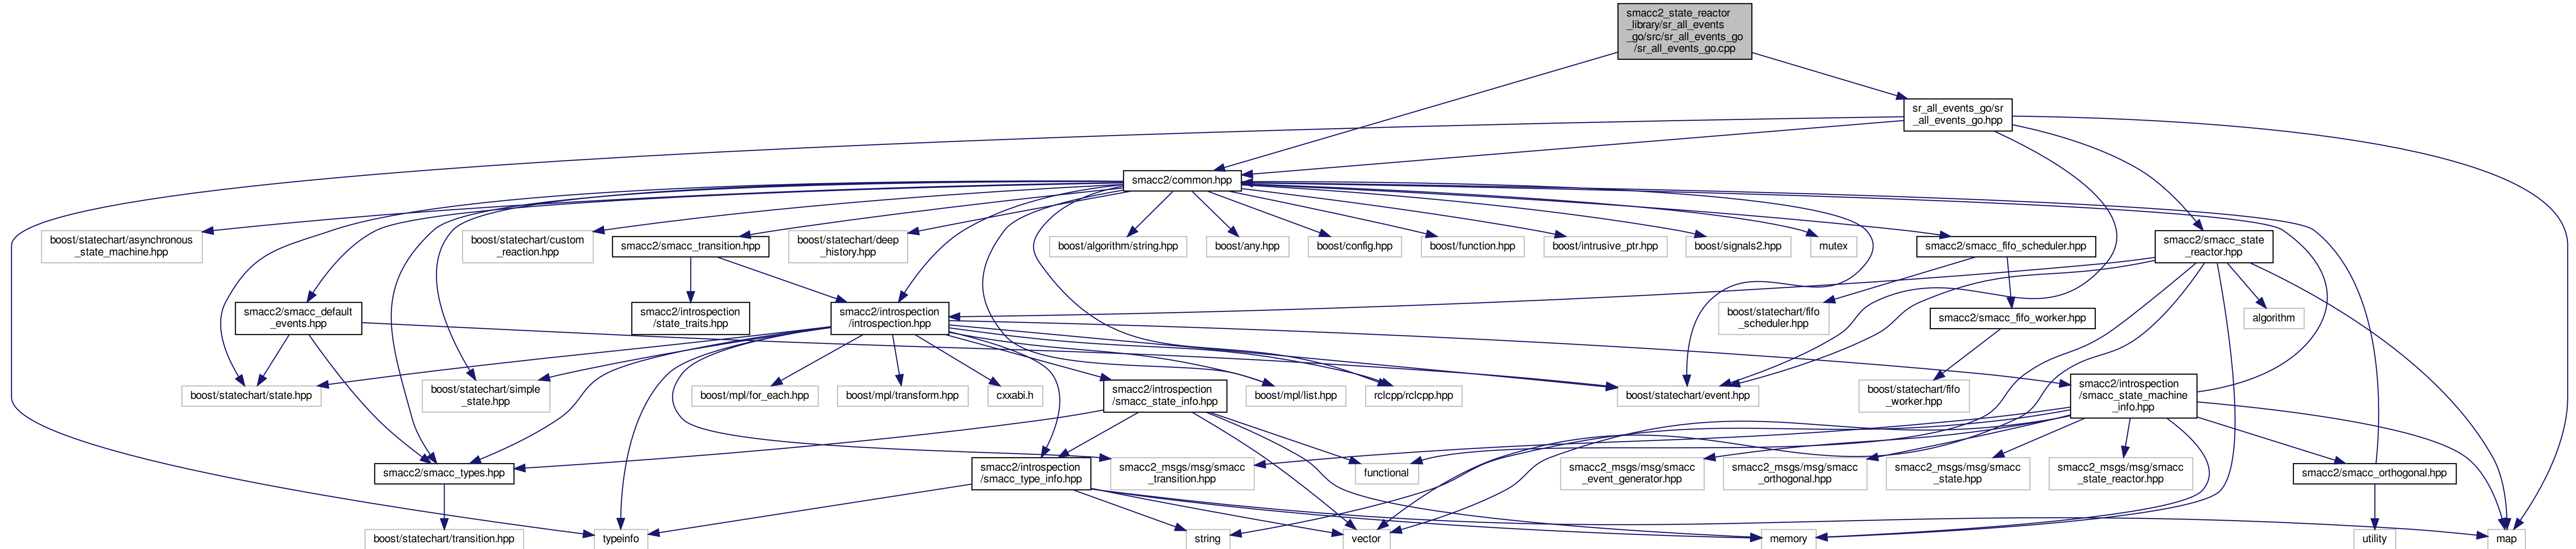 smacc2_state_reactor
_library/sr_all_events
_go/src/sr_all_events_go
/sr_all_events_go.cpp
sr_all_events_go/sr
_all_events_go.hpp
smacc2/common.hpp
boost/statechart/asynchronous
_state_machine.hpp
boost/statechart/custom
_reaction.hpp
smacc2/smacc_transition.hpp
boost/statechart/deep
_history.hpp
boost/algorithm/string.hpp
boost/any.hpp
boost/config.hpp
boost/function.hpp
boost/intrusive_ptr.hpp
boost/signals2.hpp
mutex
smacc2/smacc_fifo_scheduler.hpp
smacc2/smacc_state
_reactor.hpp
smacc2/smacc_default
_events.hpp
smacc2/introspection
/state_traits.hpp
smacc2/introspection
/introspection.hpp
boost/statechart/fifo
_scheduler.hpp
smacc2/smacc_fifo_worker.hpp
algorithm
boost/statechart/state.hpp
boost/statechart/simple
_state.hpp
boost/mpl/for_each.hpp
boost/mpl/transform.hpp
cxxabi.h
smacc2/introspection
/smacc_state_info.hpp
boost/mpl/list.hpp
rclcpp/rclcpp.hpp
boost/statechart/event.hpp
boost/statechart/fifo
_worker.hpp
smacc2/introspection
/smacc_state_machine
_info.hpp
smacc2/smacc_types.hpp
smacc2/introspection
/smacc_type_info.hpp
smacc2_msgs/msg/smacc
_transition.hpp
functional
smacc2_msgs/msg/smacc
_event_generator.hpp
smacc2_msgs/msg/smacc
_orthogonal.hpp
smacc2_msgs/msg/smacc
_state.hpp
smacc2_msgs/msg/smacc
_state_reactor.hpp
smacc2/smacc_orthogonal.hpp
boost/statechart/transition.hpp
typeinfo
string
vector
memory
utility
map